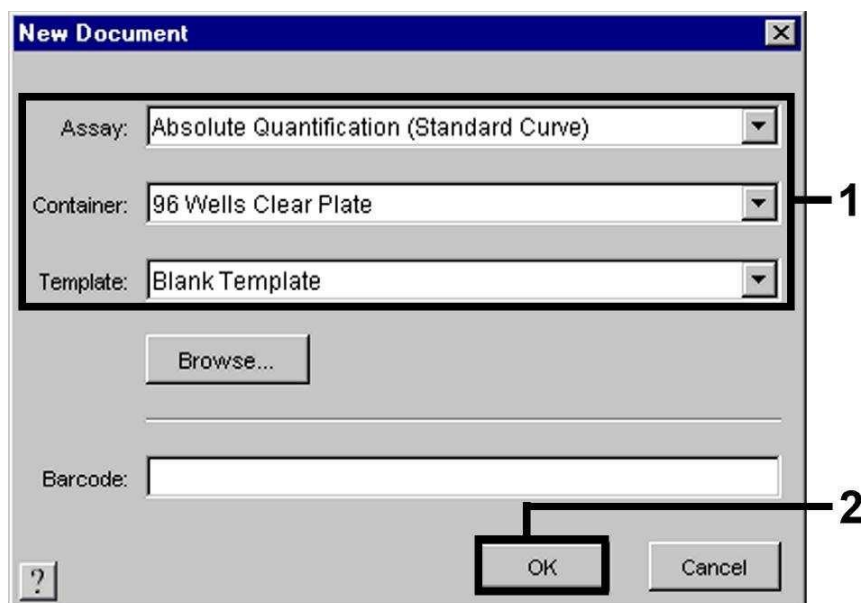 New Document
Assay: Absolute Quantification (Standard Curve)
Container: 96 Wells Clear Plate
1
Template: Blank Template
Browse...
Barcode:
2
OK Cancel
?